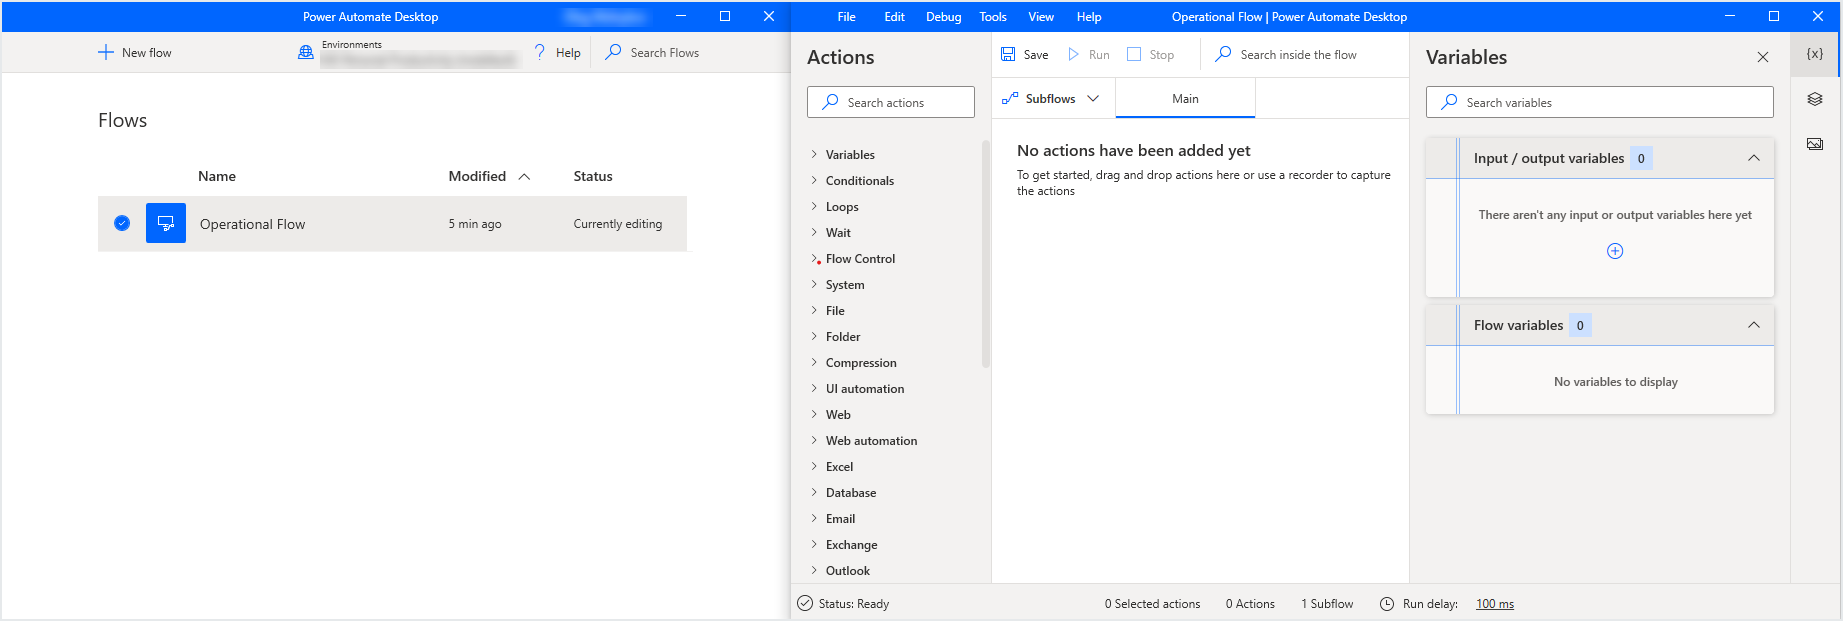 Power Automate Desktop
New flow
Environments
Help
Search Flows
Flows
Name Modified Status
Operational Flow 5 min ago Currently editing
File Edit Debug Tools View Help Operational Flow | Power Automate Desktop
Actions
Search actions
Variables
Conditionals
Loops
Wait
Flow Control
System
File
Folder
Compression
UI automation
Web
Web automation
Excel
Database
Email
Exchange
Outlook
Save Run Stop Search inside the flow
Subflows Main
No actions have been added yet
To get started, drag and drop actions here or use a recorder to capture
the actions
Variables
{x}
Search variables
Input / output variables 0
There aren't any input or output variables here yet
Flow variables 0
No variables to display
Status: Ready 0 Selected actions 0 Actions 1 Subflow Run delay: 100 ms